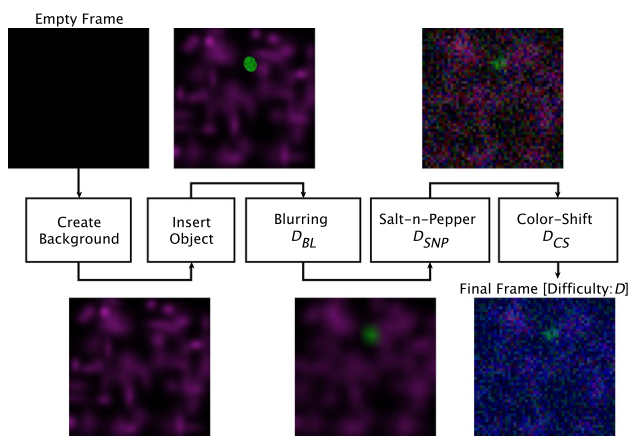 Empty Frame
Create
Background
Insert
Object
Blurring
D_BL
Salt-n-Pepper
D_SNP
Color-Shift
D_CS
Final Frame [Difficulty:D]